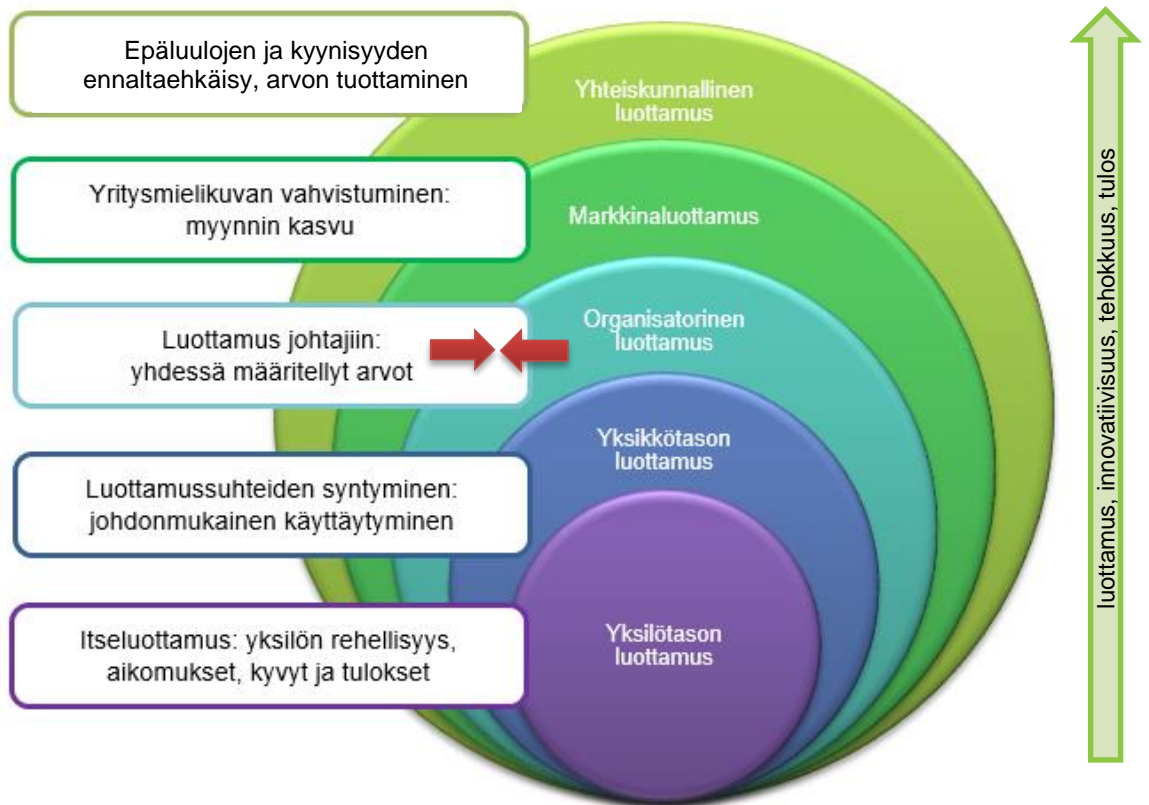 Epäluulojen ja kyynisyyden
ennaltaehkäisy, arvon tuottaminen
Yhteiskunnallinen
luottamus
Yritysmielikuvan vahvistuminen:
myynnin kasvu
Markkinaluottamus
Luottamus johtajiin:
yhdessä määritellyt arvot
Organisatorinen
luottamus
Luottamussuhteiden syntyminen:
johdonmukainen käyttäytyminen
Yksikkötason
luottamus
Itseluottamus: yksilön rehellisyys,
aikomukset, kyvyt ja tulokset
Yksilötason
luottamus
luottamus, innovatiivisuus, tehokkuus, tulos